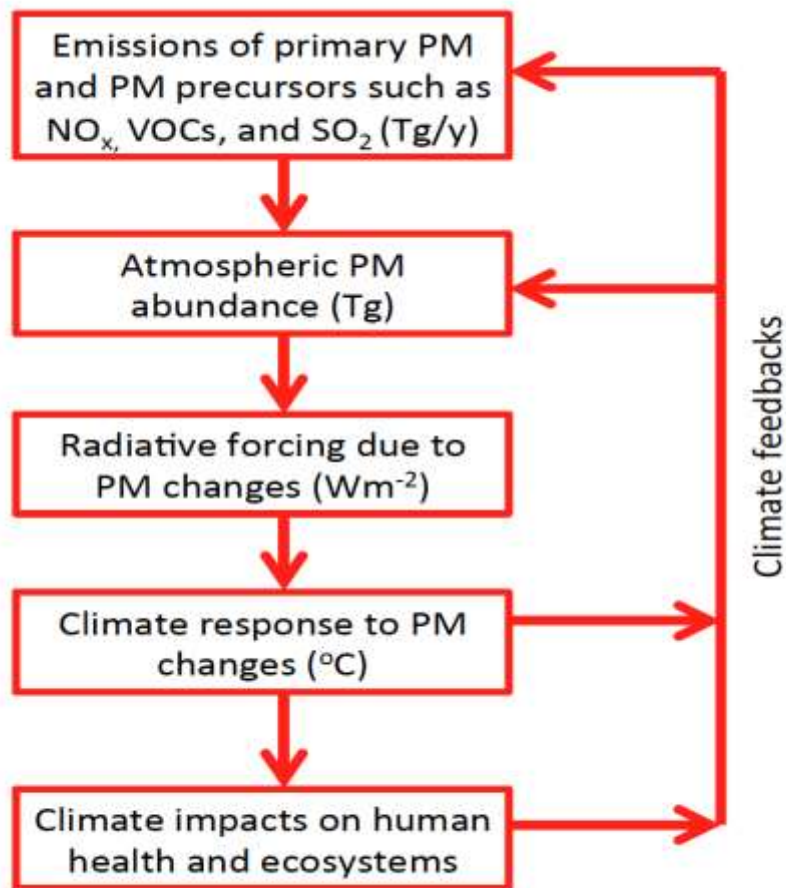 Emissions of primary PM
and PM precursors such as
NOₓ, VOCs, and SO₂ (Tg/y)
Atmospheric PM
abundance (Tg)
Radiative forcing due to
PM changes (Wm⁻²)
Climate response to PM
changes (⁰C)
Climate impacts on human
health and ecosystems
Climate feedbacks